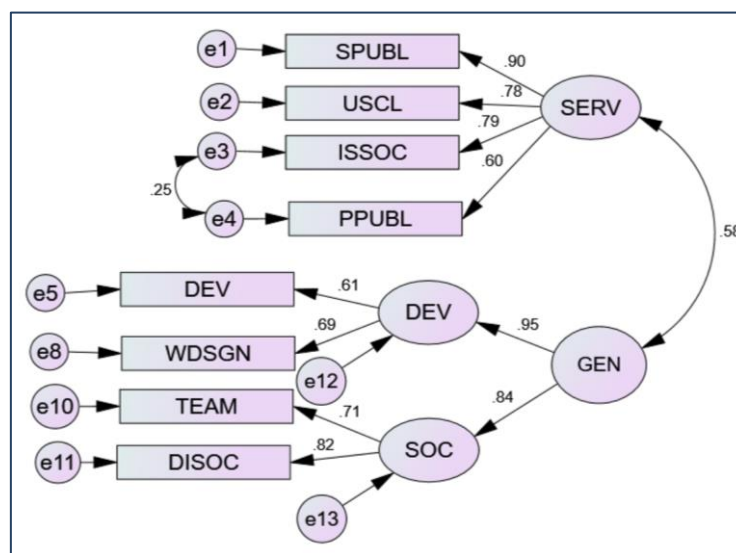 e1
SPUBL
.90
e2
USCL
.78
SERV
e3
ISSOC
.79
.25
.60
e4
PPUBL
.58
e5
DEV
.61
DEV
.95
e8
WDSGN
.69
e12
GEN
e10
TEAM
.71
.84
SOC
e11
DISOC
.82
e13